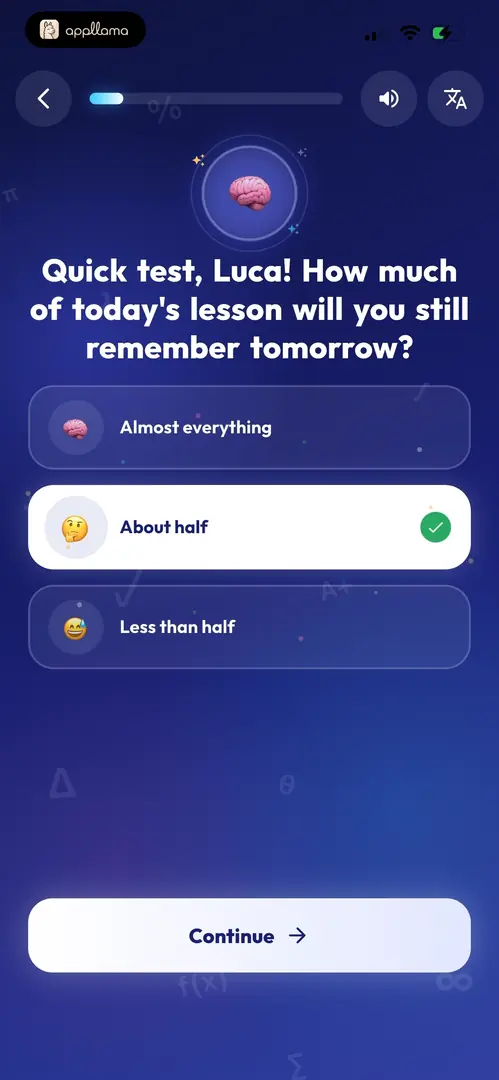 appllama
%
π
Quick test, Luca! How much
of today's lesson will you still
remember tomorrow?
Almost everything
About half
A+
Less than half
Δ
θ
Continue →
f(x)
∞
Σ